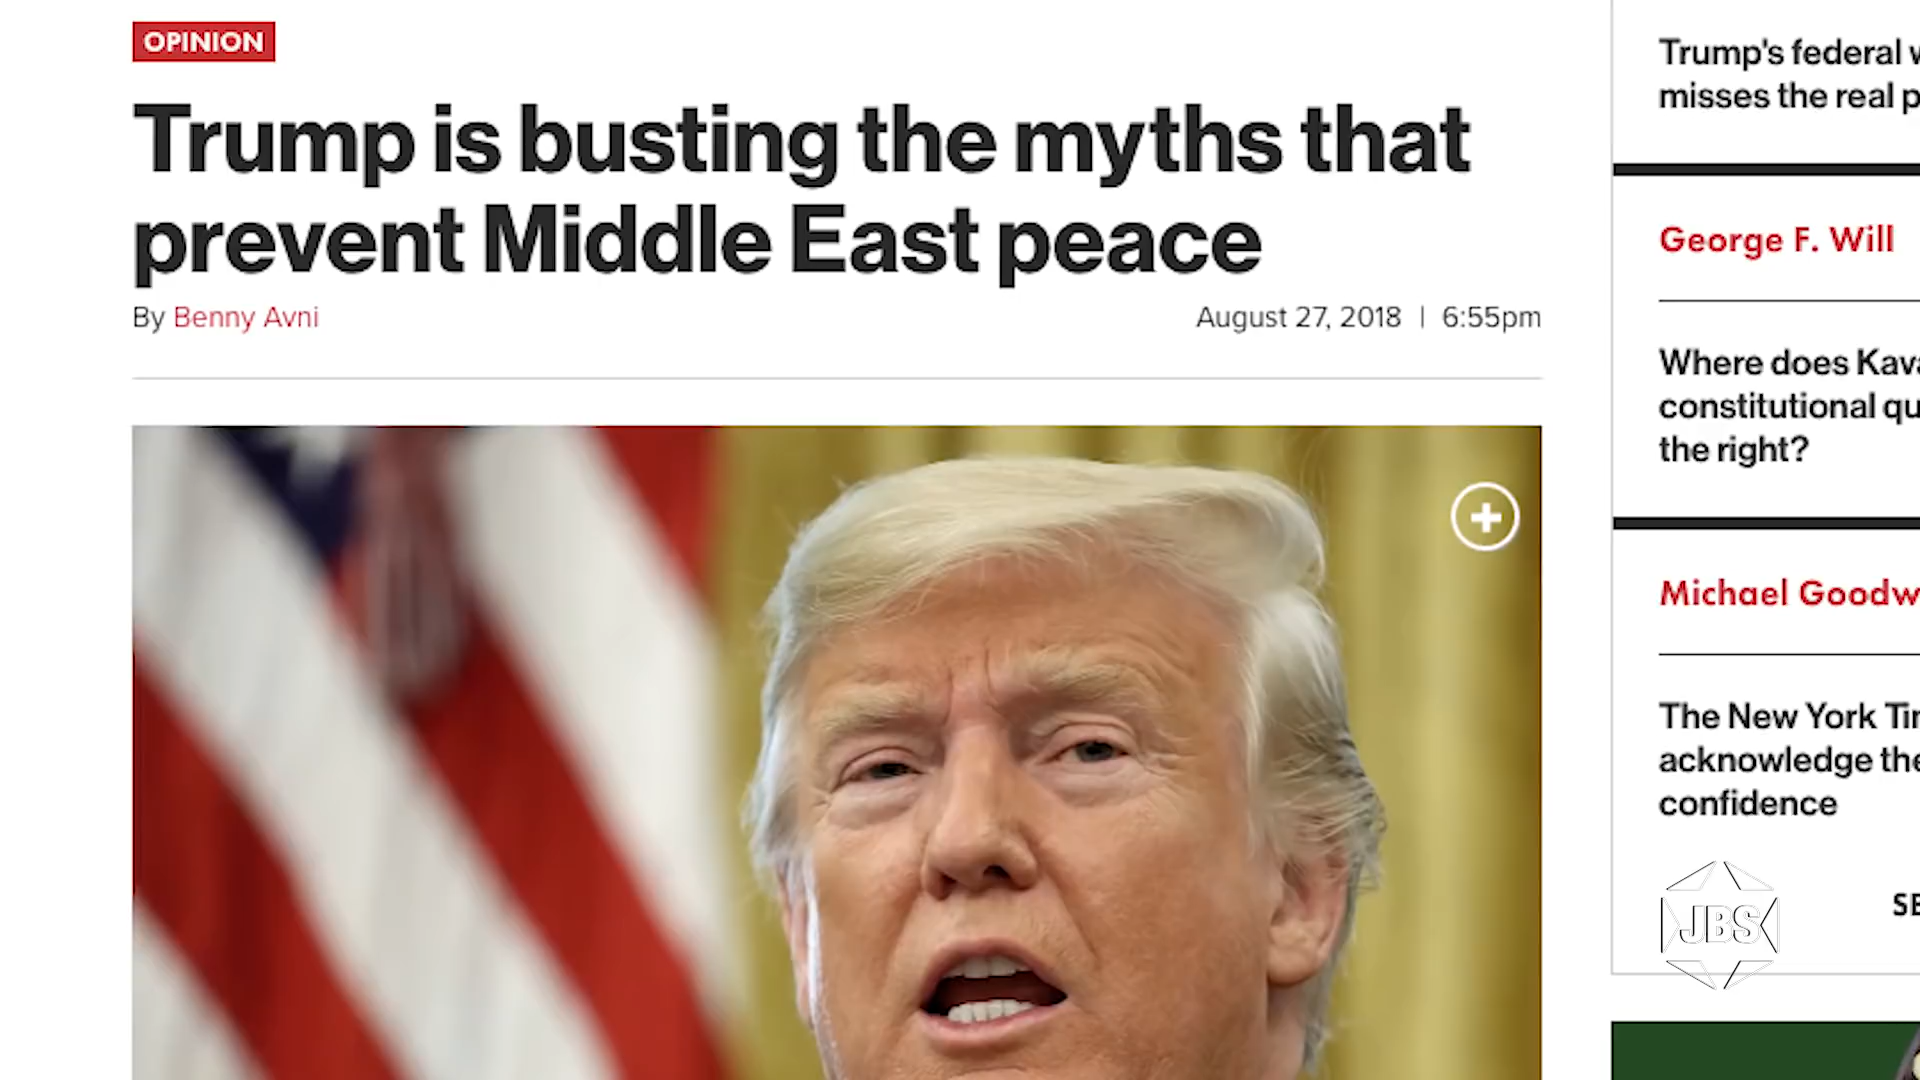 OPINION
Trump is busting the myths that
prevent Middle East peace
By Benny Avni
August 27, 2018 | 6:55pm
Trump's federal
misses the real
George F. Will
Where does
constitutional
the right?
Michael
The New York
acknowledge
confidence
JBS